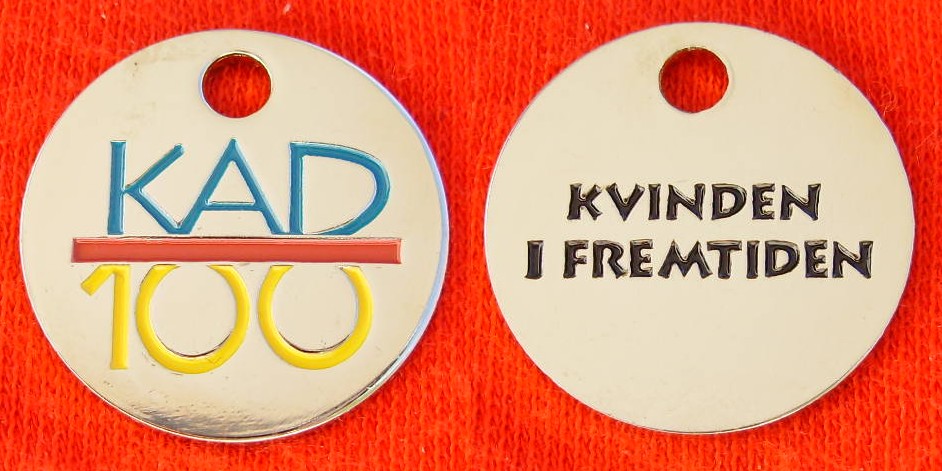 KAD
100
KVINDEN
I FREMTIDEN